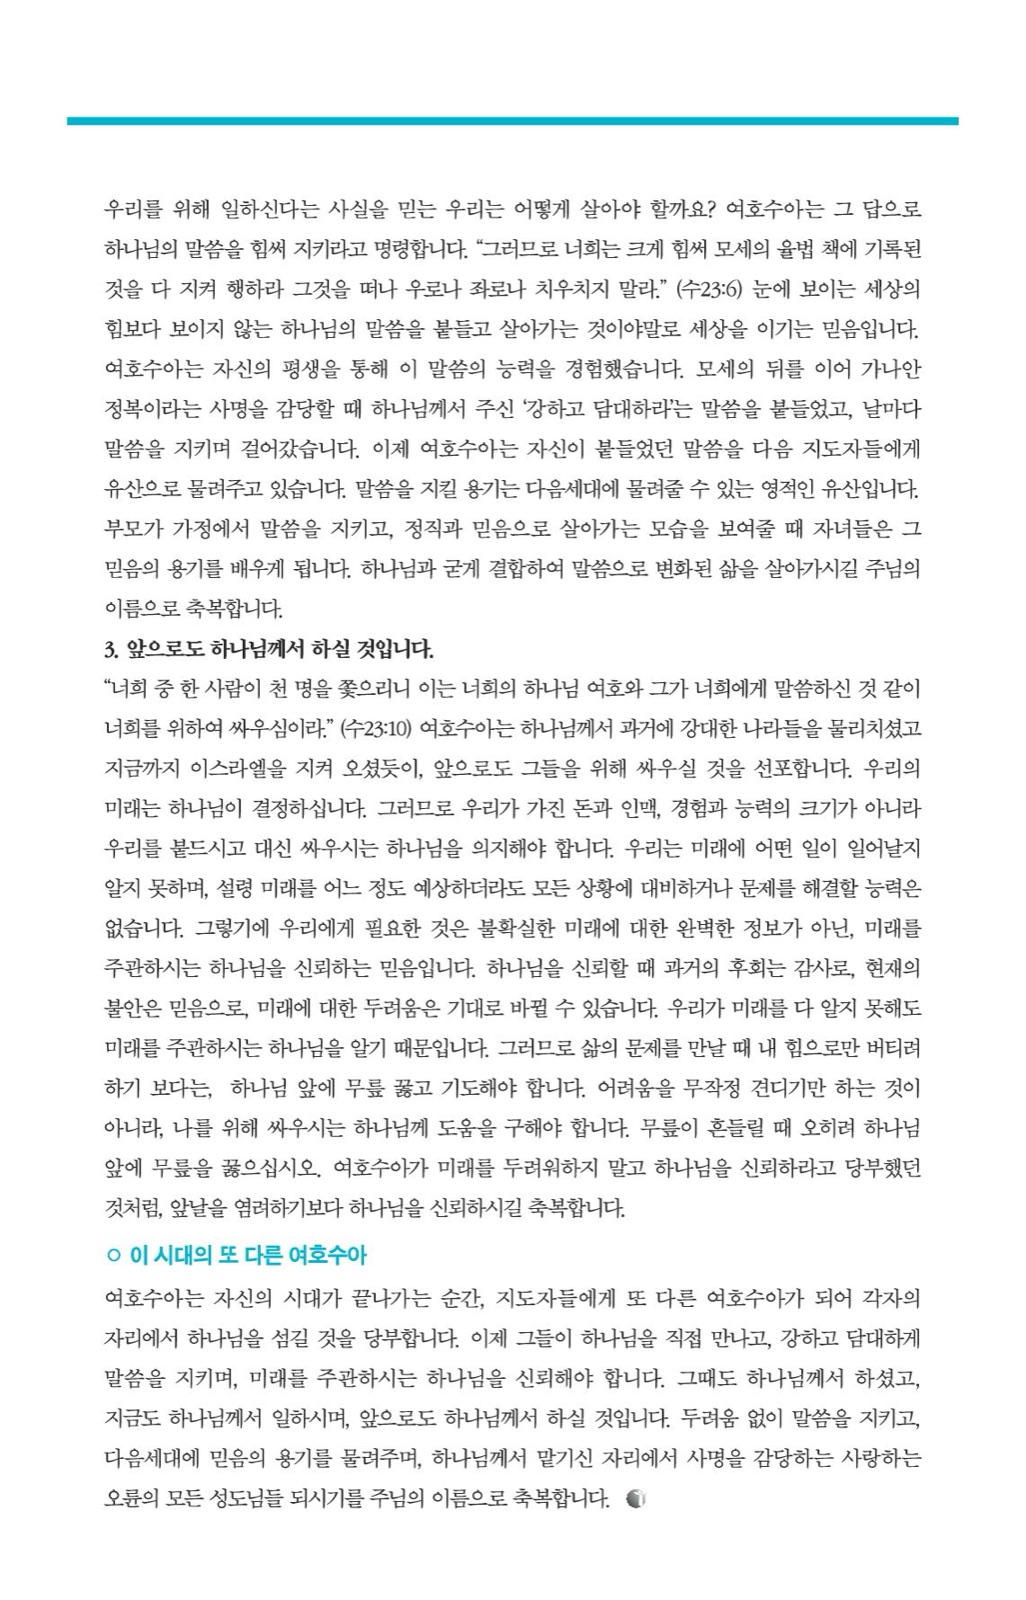 우리를 위해 일하신다는 사실을 믿는 우리는 어떻게 살아야 할까요? 여호수아는 그 답으로
하나님의 말씀을 힘써 지키라고 명령합니다. “그러므로 너희는 크게 힘써 모세의 율법 책에 기록된
것을 다 지켜 행하라 그것을 떠나 우로나 좌로나 치우치지 말라.” (수23:6) 눈에 보이는 세상의
힘보다 보이지 않는 하나님의 말씀을 붙들고 살아가는 것이야말로 세상을 이기는 믿음입니다.
여호수아는 자신의 평생을 통해 이 말씀의 능력을 경험했습니다. 모세의 뒤를 이어 가나안
정복이라는 사명을 감당할 때 하나님께서 주신 ‘강하고 담대하라’는 말씀을 붙들었고, 날마다
말씀을 지키며 걸어갔습니다. 이제 여호수아는 자신이 붙들었던 말씀을 다음 지도자들에게
유산으로 물려주고 있습니다. 말씀을 지킬 용기는 다음세대에 물려줄 수 있는 영적인 유산입니다.
부모가 가정에서 말씀을 지키고, 정직과 믿음으로 살아가는 모습을 보여줄 때 자녀들은 그
믿음의 용기를 배우게 됩니다. 하나님과 굳게 결합하여 말씀으로 변화된 삶을 살아가시길 주님의
이름으로 축복합니다.
3. 앞으로도 하나님께서 하실 것입니다.
“너희 중 한 사람이 천 명을 쫓으리니 이는 너희의 하나님 여호와 그가 너희에게 말씀하신 것 같이
너희를 위하여 싸우심이라.” (수23:10) 여호수아는 하나님께서 과거에 강대한 나라들을 물리치셨고
지금까지 이스라엘을 지켜 오셨듯이, 앞으로도 그들을 위해 싸우실 것을 선포합니다. 우리의
미래는 하나님이 결정하십니다. 그러므로 우리가 가진 돈과 인맥, 경험과 능력의 크기가 아니라
우리를 붙드시고 대신 싸우시는 하나님을 의지해야 합니다. 우리는 미래에 어떤 일이 일어날지
알지 못하며, 설령 미래를 어느 정도 예상하더라도 모든 상황에 대비하거나 문제를 해결할 능력은
없습니다. 그렇기에 우리에게 필요한 것은 불확실한 미래에 대한 완벽한 정보가 아닌, 미래를
주관하시는 하나님을 신뢰하는 믿음입니다. 하나님을 신뢰할 때 과거의 후회는 감사로, 현재의
불안은 믿음으로, 미래에 대한 두려움은 기대로 바뀔 수 있습니다. 우리가 미래를 다 알지 못해도
미래를 주관하시는 하나님을 알기 때문입니다. 그러므로 삶의 문제를 만날 때 내 힘으로만 버티려
하기 보다는, 하나님 앞에 무릎 꿇고 기도해야 합니다. 어려움을 무작정 견디기만 하는 것이
아니라, 나를 위해 싸우시는 하나님께 도움을 구해야 합니다. 무릎이 흔들릴 때 오히려 하나님
앞에 무릎을 꿇으십시오. 여호수아가 미래를 두려워하지 말고 하나님을 신뢰하라고 당부했던
것처럼, 앞날을 염려하기보다 하나님을 신뢰하시길 축복합니다.
○ 이 시대의 또 다른 여호수아
여호수아는 자신의 시대가 끝나가는 순간, 지도자들에게 또 다른 여호수아가 되어 각자의
자리에서 하나님을 섬길 것을 당부합니다. 이제 그들이 하나님을 직접 만나고, 강하고 담대하게
말씀을 지키며, 미래를 주관하시는 하나님을 신뢰해야 합니다. 그때도 하나님께서 하셨고,
지금도 하나님께서 일하시며, 앞으로도 하나님께서 하실 것입니다. 두려움 없이 말씀을 지키고,
다음세대에 믿음의 용기를 물려주며, 하나님께서 맡기신 자리에서 사명을 감당하는 사랑하는
오륜의 모든 성도님들 되시기를 주님의 이름으로 축복합니다.